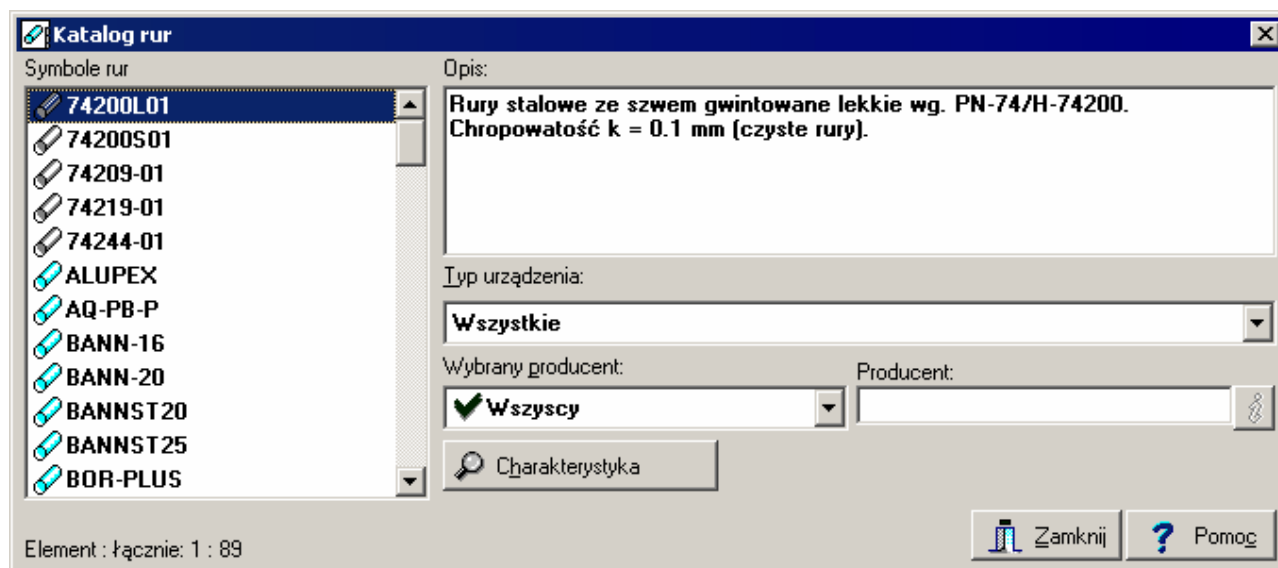 Katalog rur
Symbole rur
74200L01
74200S01
74209-01
74219-01
74244-01
ALUPEX
AQ-PB-P
BANN-16
BANN-20
BANNST20
BANNST25
BOR-PLUS
Element : łącznie: 1 : 89
Opis:
Rury stalowe ze szwem gwintowane lekkie wg. PN-74/H-74200.
Chropowatość k = 0.1 mm (czyste rury).
Typ urządzenia:
Wszystkie
Wybrany producent:
Wszyscy
Producent:
Charakterystyka
Zamknij
Pomoc